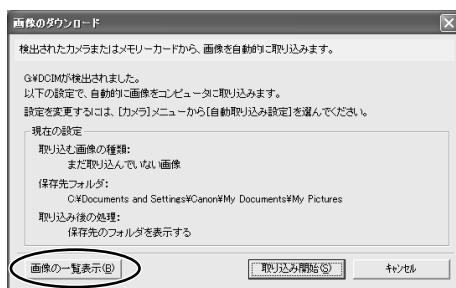 画像のダウンロード
検出されたカメラまたはメモリーカードから、画像を自動的に取り込みます。
G¥DCIMが検出されました。
以下の設定で、自動的に画像をコンピュータに取り込みます。
設定を変更するには、[カメラ]メニューから[自動取り込み設定]を選んでください。
現在の設定
取り込む画像の種類:
まだ取り込んでいない画像
保存先フォルダ:
C¥Documents and Settings¥Canon¥My Documents¥My Pictures
取り込み後の処理:
保存先のフォルダを表示する
画像の一覧表示(B) 取り込み開始(S) キャンセル